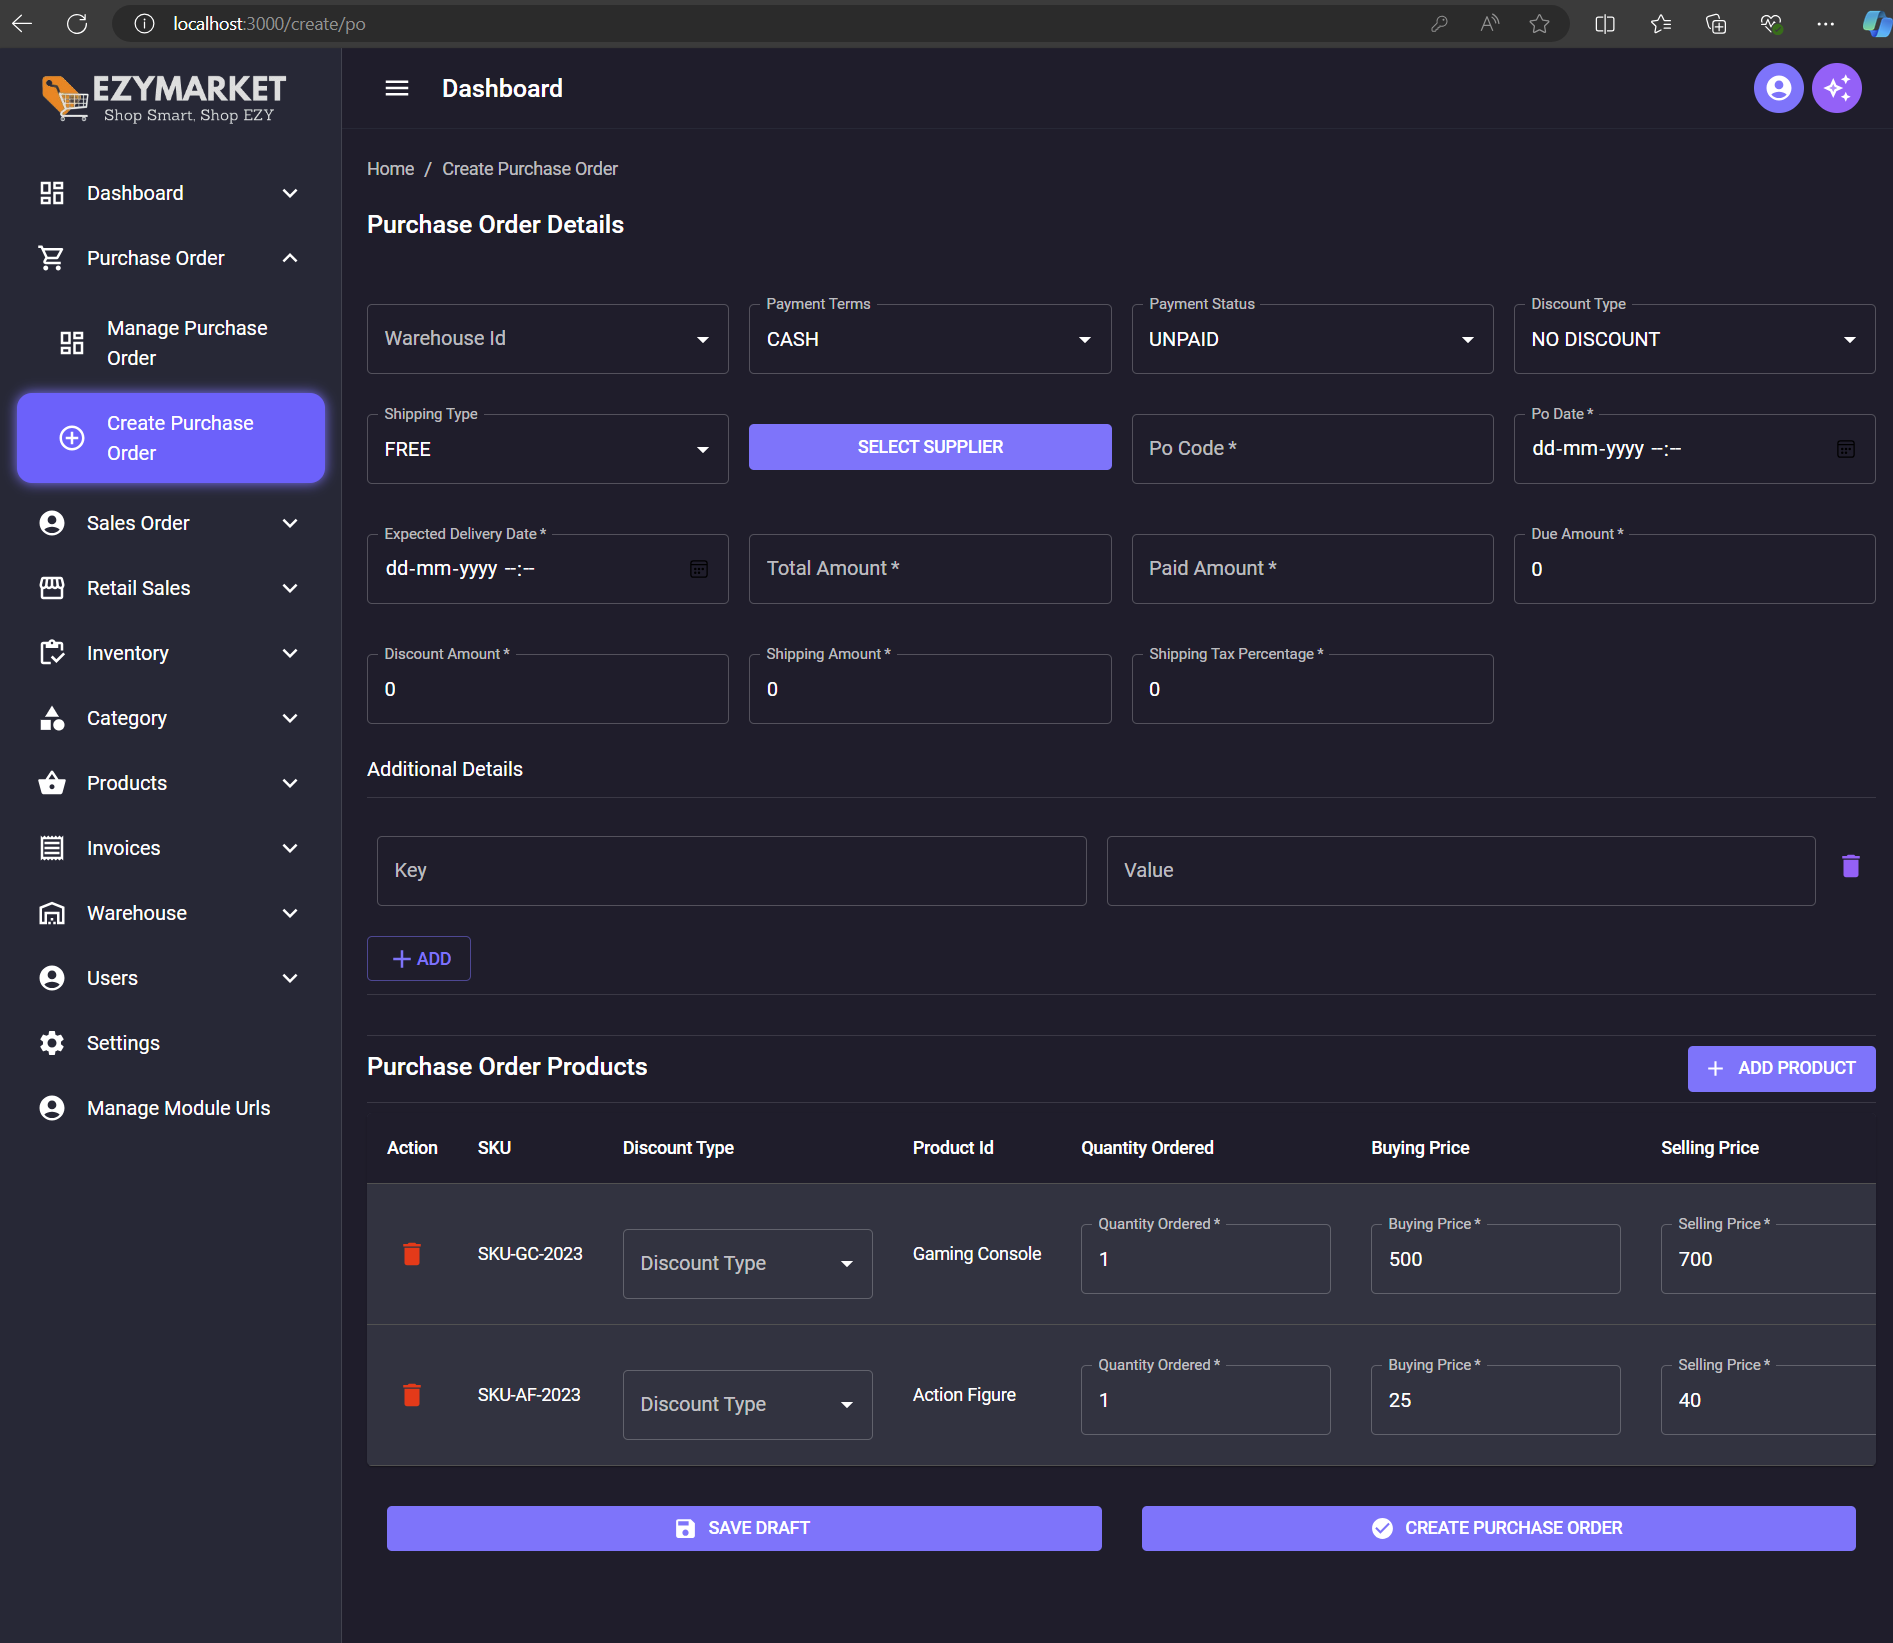 localhost:3000/create/po
EZYMARKET
Shop Smart, Shop EZY
Dashboard
Purchase Order
Manage Purchase
Order
Create Purchase
Order
Sales Order
Retail Sales
Inventory
Category
Products
Invoices
Warehouse
Users
Settings
Manage Module Urls
Dashboard
Home / Create Purchase Order
Purchase Order Details
Warehouse Id
Payment Terms
CASH
Payment Status
UNPAID
Discount Type
NO DISCOUNT
Shipping Type
FREE
SELECT SUPPLIER
Po Code *
Po Date *
dd-mm-yyyy --:--
Expected Delivery Date *
dd-mm-yyyy --:--
Total Amount *
Paid Amount *
Due Amount *
0
Discount Amount *
0
Shipping Amount *
0
Shipping Tax Percentage *
0
Additional Details
Key
Value
+ ADD
Purchase Order Products
+ ADD PRODUCT
Action SKU Discount Type Product Id Quantity Ordered Buying Price Selling Price
Quantity Ordered * Buying Price * Selling Price *
SKU-GC-2023 Discount Type Gaming Console 1 500 700
Quantity Ordered * Buying Price * Selling Price *
SKU-AF-2023 Discount Type Action Figure 1 25 40
SAVE DRAFT
CREATE PURCHASE ORDER